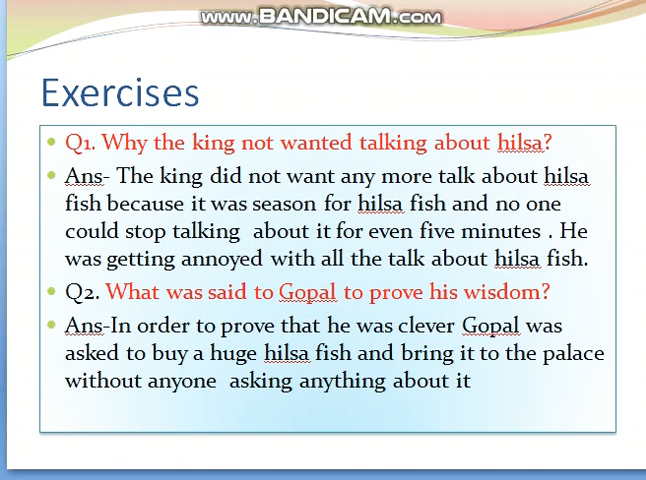 www.BANDICAM.com
Exercises
Q1. Why the king not wanted talking about hilsa?
Ans- The king did not want any more talk about hilsa
fish because it was season for hilsa fish and no one
could stop talking about it for even five minutes . He
was getting annoyed with all the talk about hilsa fish.
Q2. What was said to Gopal to prove his wisdom?
Ans-In order to prove that he was clever Gopal was
asked to buy a huge hilsa fish and bring it to the palace
without anyone asking anything about it